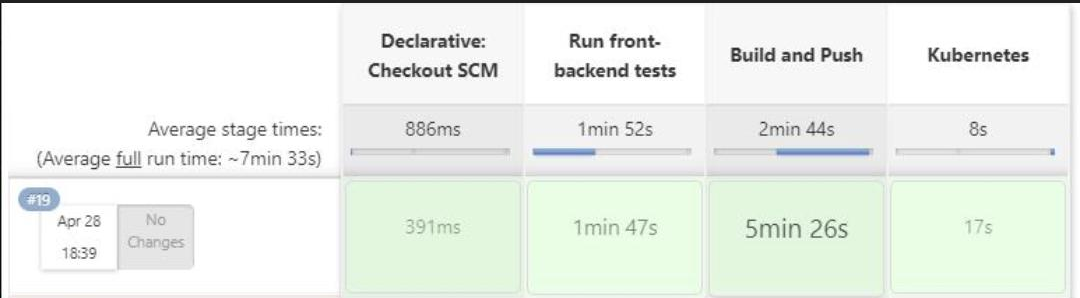 Declarative:
Checkout SCM
Run front-
backend tests
Build and Push
Kubernetes
Average stage times:
(Average full run time: ~7min 33s)
886ms
1min 52s
2min 44s
8s
#19
Apr 28
18:39
No
Changes
391ms
1min 47s
5min 26s
17s